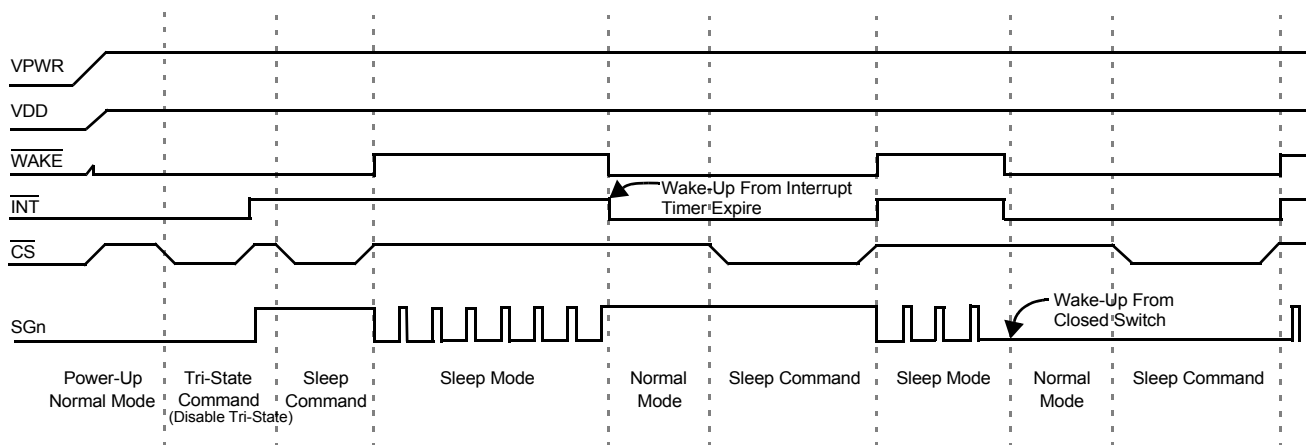 VPWR
VDD
WAKE
Wake-Up From Interrupt
INT
Timer Expire
CS
Wake-Up From
SGn
Closed Switch
Power-Up
Normal Mode
Tri-State
Command
(Disable Tri-State)
Sleep
Command
Sleep Mode
Normal
Mode
Sleep Command
Sleep Mode
Normal
Mode
Sleep Command